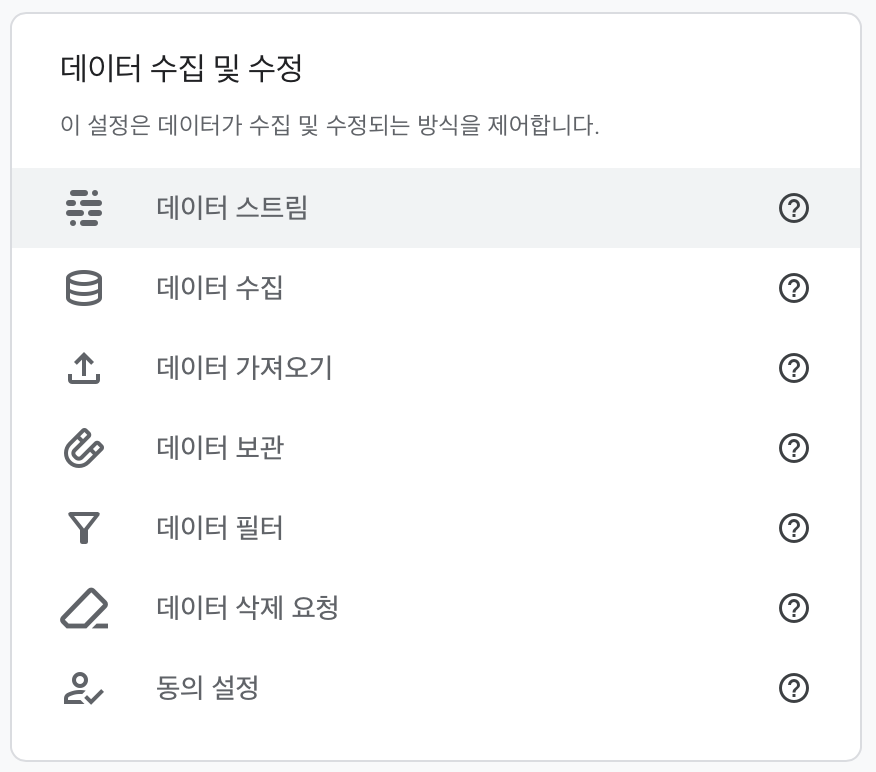 데이터 수집 및 수정
이 설정은 데이터가 수집 및 수정되는 방식을 제어합니다.
데이터 스트림
데이터 수집
데이터 가져오기
데이터 보관
데이터 필터
데이터 삭제 요청
동의 설정